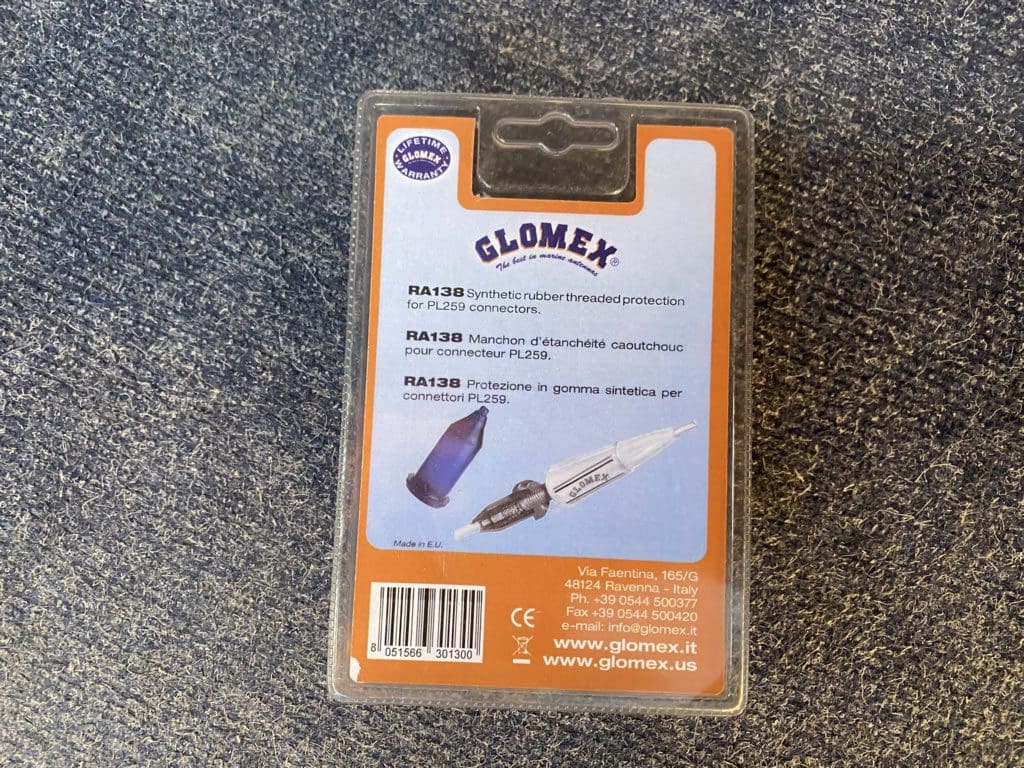 LIFETIME
GLOMEX
WARRANTY
GLOMEX®
The best in marine antennas
RA138 Synthetic rubber threaded protection
for PL259 connectors.
RA138 Manchon d'étanchéité caoutchouc
pour connecteur PL259.
RA138 Protezione in gomma sintetica per
connettori PL259.
GLOMEX
Made in E.U.
Via Faentina, 165/G
48124 Ravenna - Italy
Ph. +39 0544 500377
Fax +39 0544 500420
e-mail: info@glomex.it
www.glomex.it
www.glomex.us
CE
8 051566 301300